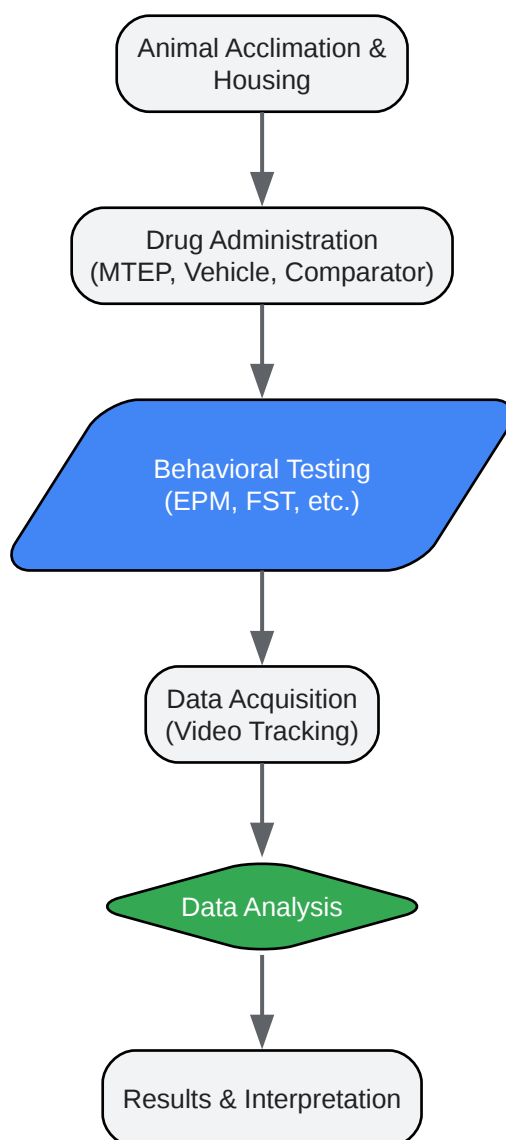 Animal Acclimation &
Housing
Drug Administration
(MTEP, Vehicle, Comparator)
Behavioral Testing
(EPM, FST, etc.)
Data Acquisition
(Video Tracking)
Data Analysis
Results & Interpretation